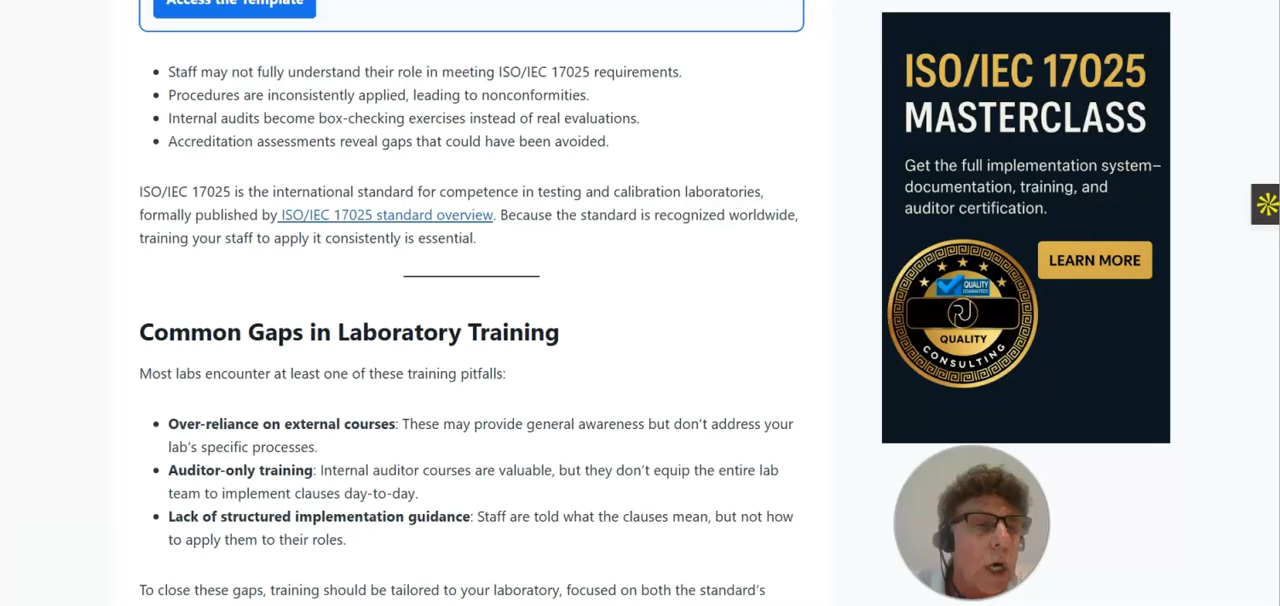 Access the Template
Staff may not fully understand their role in meeting ISO/IEC 17025 requirements.
Procedures are inconsistently applied, leading to nonconformities.
Internal audits become box-checking exercises instead of real evaluations.
Accreditation assessments reveal gaps that could have been avoided.
ISO/IEC 17025 is the international standard for competence in testing and calibration laboratories,
formally published by ISO/IEC 17025 standard overview. Because the standard is recognized worldwide,
training your staff to apply it consistently is essential.
Common Gaps in Laboratory Training
Most labs encounter at least one of these training pitfalls:
Over-reliance on external courses: These may provide general awareness but don’t address your
lab’s specific processes.
Auditor-only training: Internal auditor courses are valuable, but they don’t equip the entire lab
team to implement clauses day-to-day.
Lack of structured implementation guidance: Staff are told what the clauses mean, but not how
to apply them to their roles.
To close these gaps, training should be tailored to your laboratory, focused on both the standard’s
ISO/IEC 17025
MASTERCLASS
Get the full implementation system–
documentation, training, and
auditor certification.
LEARN MORE
QUALITY
QUALITY
CONSULTING